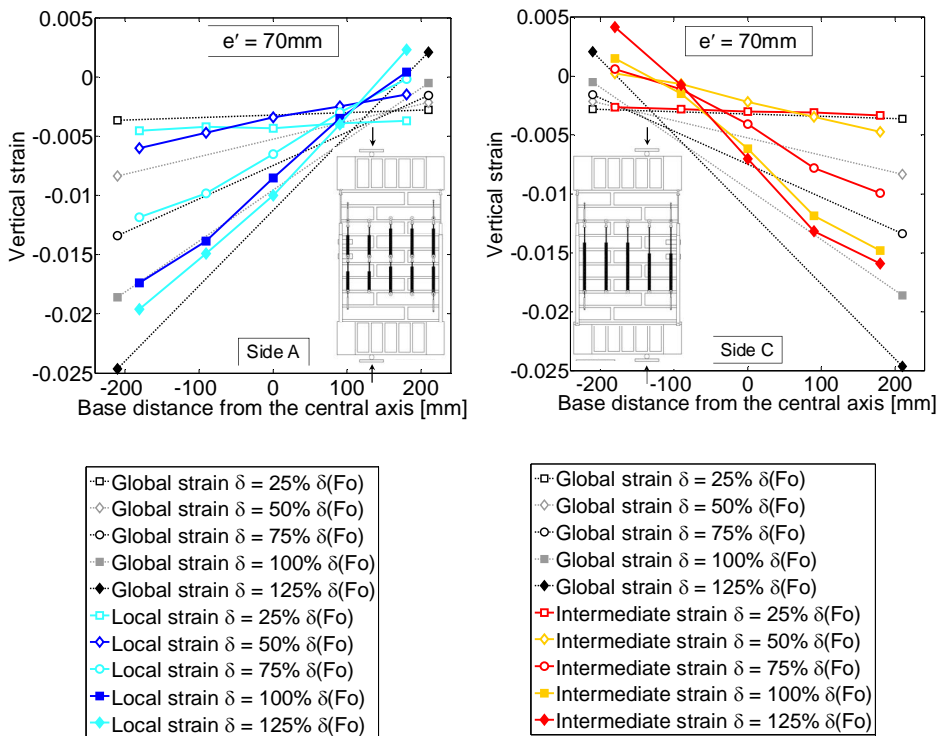 0.005
0
-0.005
-0.01
-0.015
-0.02
-0.025
Vertical strain
e′ = 70mm
Side A
-200
-100
0
100
200
Base distance from the central axis [mm]
0.005
0
-0.005
-0.01
-0.015
-0.02
-0.025
Vertical strain
e′ = 70mm
Side C
-200
-100
0
100
200
Base distance from the central axis [mm]
Global strain δ = 25% δ(Fo)
Global strain δ = 50% δ(Fo)
Global strain δ = 75% δ(Fo)
Global strain δ = 100% δ(Fo)
Global strain δ = 125% δ(Fo)
Local strain δ = 25% δ(Fo)
Local strain δ = 50% δ(Fo)
Local strain δ = 75% δ(Fo)
Local strain δ = 100% δ(Fo)
Local strain δ = 125% δ(Fo)
Global strain δ = 25% δ(Fo)
Global strain δ = 50% δ(Fo)
Global strain δ = 75% δ(Fo)
Global strain δ = 100% δ(Fo)
Global strain δ = 125% δ(Fo)
Intermediate strain δ = 25% δ(Fo)
Intermediate strain δ = 50% δ(Fo)
Intermediate strain δ = 75% δ(Fo)
Intermediate strain δ = 100% δ(Fo)
Intermediate strain δ = 125% δ(Fo)